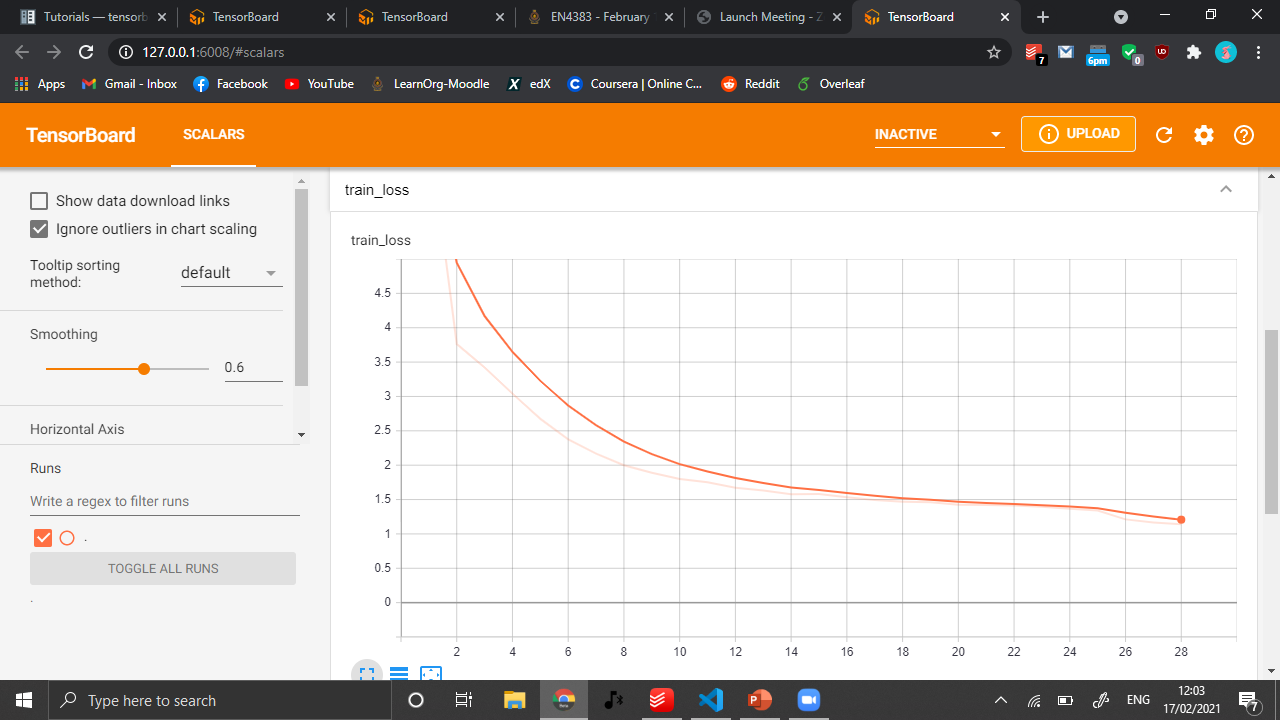 Tutorials — tensorb
TensorBoard
TensorBoard
EN4383 - February
Launch Meeting - Z
TensorBoard
127.0.0.1:6008/#scalars
7
6pm
0
Apps
Gmail - Inbox
Facebook
YouTube
LearnOrg-Moodle
edX
Coursera | Online C...
Reddit
Overleaf
TensorBoard
SCALARS
INACTIVE
UPLOAD
Show data download links
Ignore outliers in chart scaling
Tooltip sorting
method:
default
Smoothing
0.6
Horizontal Axis
Runs
Write a regex to filter runs
.
TOGGLE ALL RUNS
.
train_loss
train_loss
4.5
4
3.5
3
2.5
2
1.5
1
0.5
0
2 4 6 8 10 12 14 16 18 20 22 24 26 28
Type here to search
ENG
12:03
17/02/2021
7